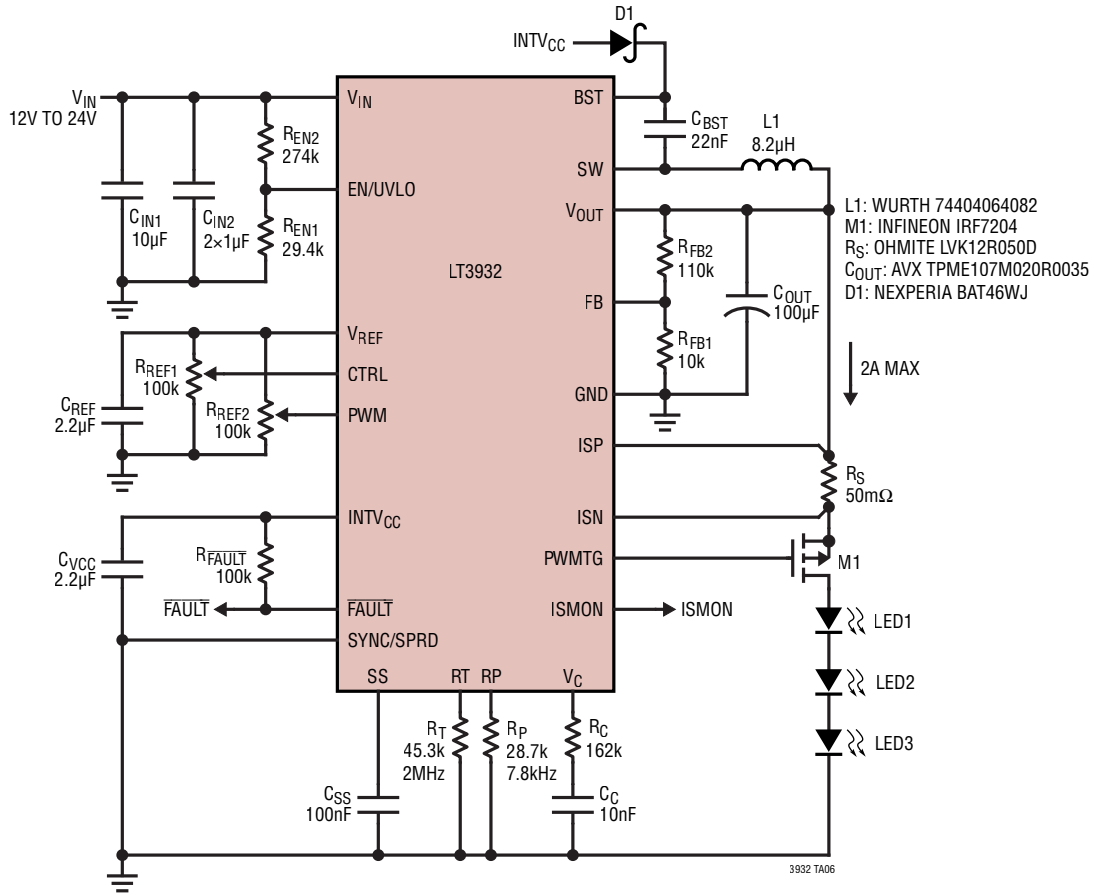 D1
INTVCC
VIN
12V TO 24V
CIN1
10µF
CIN2
2×1µF
REN2
274k
REN1
29.4k
VIN
EN/UVLO
VREF
CTRL
PWM
INTVCC
FAULT
SYNC/SPRD
SS
RT
RP
VC
LT3932
BST
SW
VOUT
FB
GND
ISP
ISN
PWMTG
ISMON
CBST
22nF
L1
8.2µH
RFB2
110k
RFB1
10k
COUT
100µF
L1: WURTH 74404064082
M1: INFINEON IRF7204
RS: OHMITE LVK12R050D
COUT: AVX TPME107M020R0035
D1: NEXPERIA BAT46WJ
2A MAX
RS
50mΩ
M1
ISMON
LED1
LED2
LED3
CREF
2.2µF
RREF1
100k
RREF2
100k
CVCC
2.2µF
RFAULT
100k
FAULT
CSS
100nF
RT
45.3k
2MHz
RP
28.7k
7.8kHz
RC
162k
CC
10nF
3932 TA06